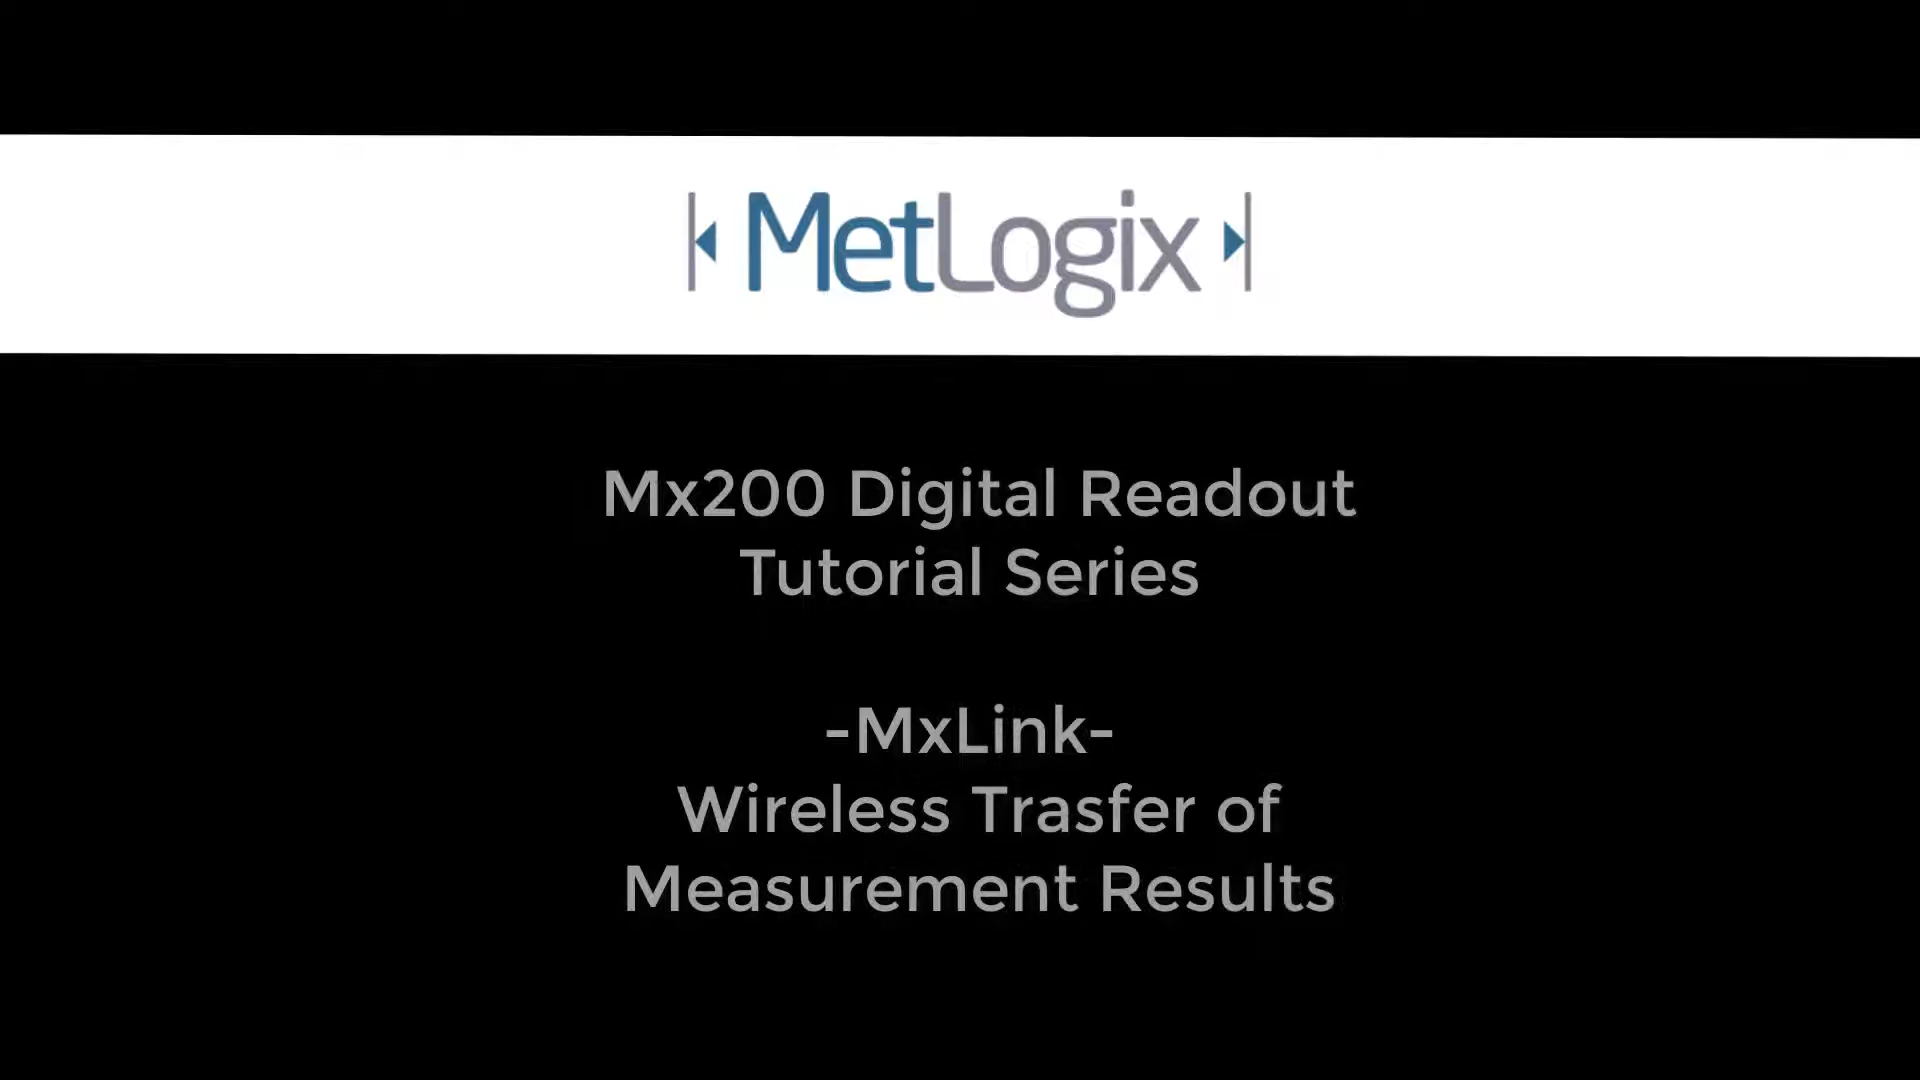 MetLogix
Mx200 Digital Readout
Tutorial Series
-MxLink-
Wireless Trasfer of
Measurement Results